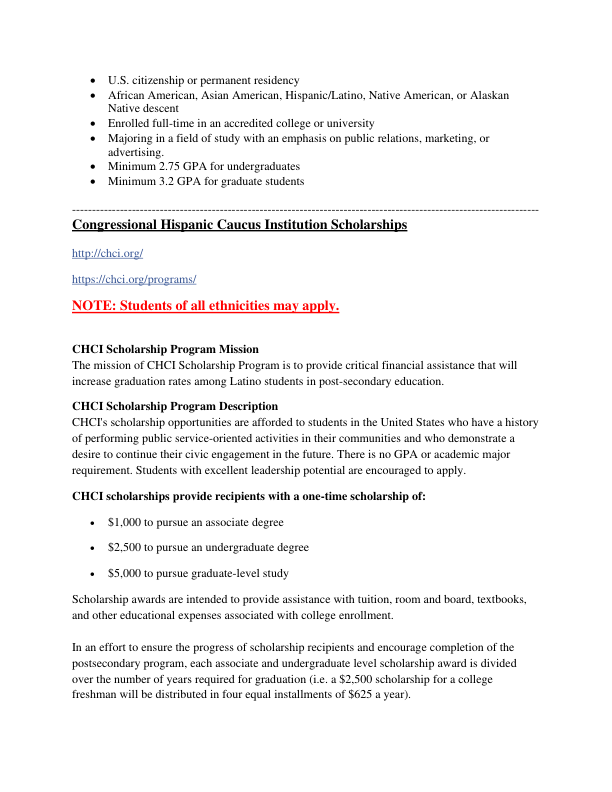 • U.S. citizenship or permanent residency
• African American, Asian American, Hispanic/Latino, Native American, or Alaskan
Native descent
• Enrolled full-time in an accredited college or university
• Majoring in a field of study with an emphasis on public relations, marketing, or
advertising.
• Minimum 2.75 GPA for undergraduates
• Minimum 3.2 GPA for graduate students
---------------------------------------------------------------------------------------------------------------------
Congressional Hispanic Caucus Institution Scholarships
http://chci.org/
https://chci.org/programs/
NOTE: Students of all ethnicities may apply.
CHCI Scholarship Program Mission
The mission of CHCI Scholarship Program is to provide critical financial assistance that will
increase graduation rates among Latino students in post-secondary education.
CHCI Scholarship Program Description
CHCI's scholarship opportunities are afforded to students in the United States who have a history
of performing public service-oriented activities in their communities and who demonstrate a
desire to continue their civic engagement in the future. There is no GPA or academic major
requirement. Students with excellent leadership potential are encouraged to apply.
CHCI scholarships provide recipients with a one-time scholarship of:
• $1,000 to pursue an associate degree
• $2,500 to pursue an undergraduate degree
• $5,000 to pursue graduate-level study
Scholarship awards are intended to provide assistance with tuition, room and board, textbooks,
and other educational expenses associated with college enrollment.
In an effort to ensure the progress of scholarship recipients and encourage completion of the
postsecondary program, each associate and undergraduate level scholarship award is divided
over the number of years required for graduation (i.e. a $2,500 scholarship for a college
freshman will be distributed in four equal installments of $625 a year).